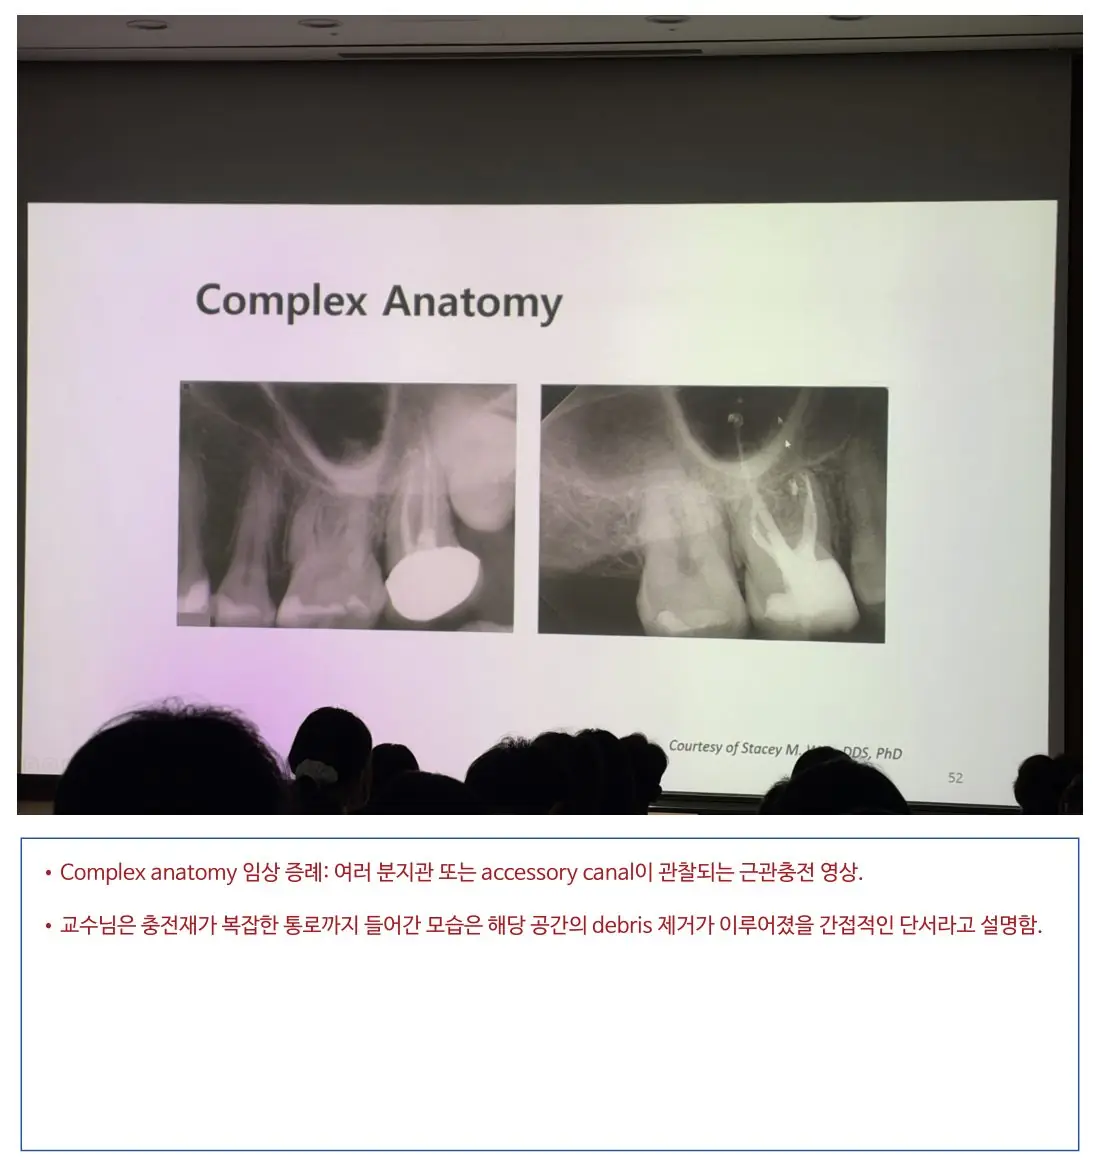 Complex Anatomy
Courtesy of Stacey M. DDS, PhD
52
• Complex anatomy 임상 증례: 여러 분지관 또는 accessory canal이 관찰되는 근관충전 영상.
• 교수님은 충전재가 복잡한 통로까지 들어간 모습은 해당 공간의 debris 제거가 이루어졌을 간접적인 단서라고 설명함.